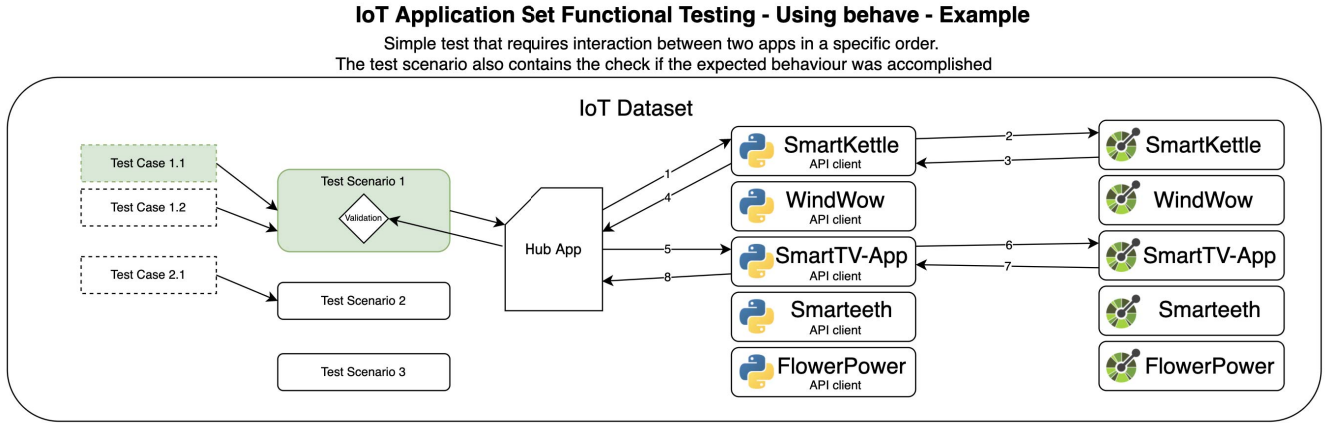 IoT Application Set Functional Testing - Using behave - Example
Simple test that requires interaction between two apps in a specific order.
The test scenario also contains the check if the expected behaviour was accomplished
IoT Dataset
Test Case 1.1
Test Case 1.2
Test Case 2.1
Test Scenario 1
Validation
Test Scenario 2
Test Scenario 3
Hub App
1
4
5
8
SmartKettle
API client
WindWow
API client
SmartTV-App
API client
Smarteeth
API client
FlowerPower
API client
2
3
6
7
SmartKettle
WindWow
SmartTV-App
Smarteeth
FlowerPower